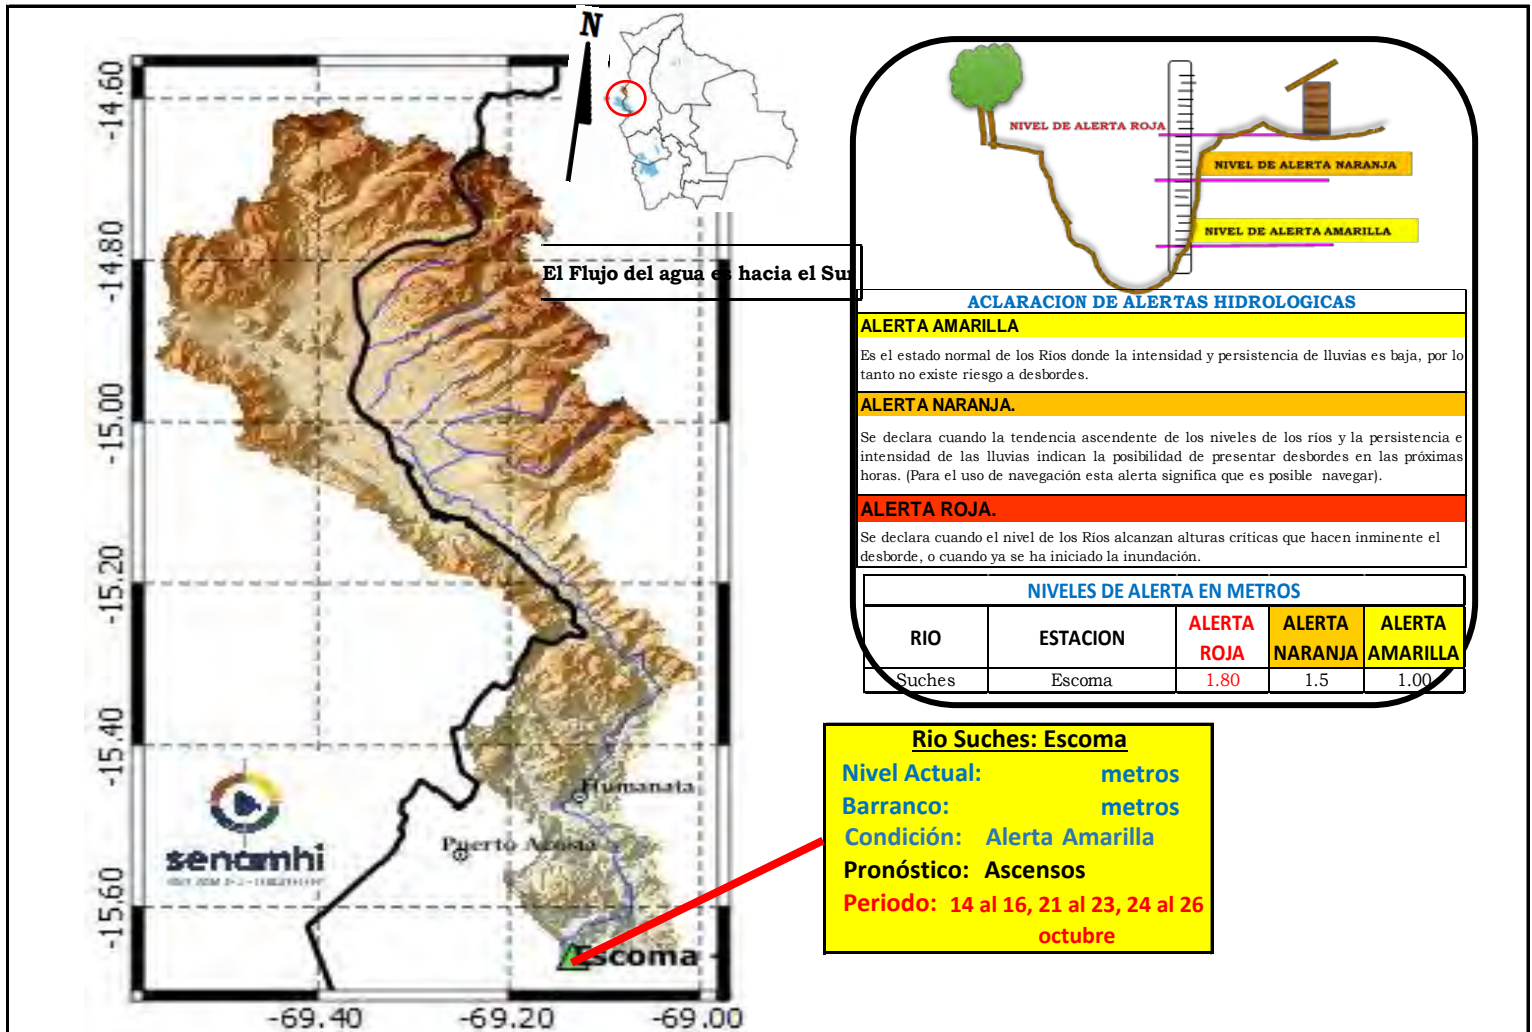 N
-14.60
-14.80
-15.00
-15.20
-15.40
-15.60
-69.40
-69.20
-69.00
El Flujo del agua es hacia el Sur
Humanata
Puerto Acosta
Escoma
senamhi
NIVEL DE ALERTA ROJA
NIVEL DE ALERTA NARANJA
NIVEL DE ALERTA AMARILLA
ACLARACION DE ALERTAS HIDROLOGICAS
ALERTA AMARILLA
Es el estado normal de los Ríos donde la intensidad y persistencia de lluvias es baja, por lo
tanto no existe riesgo a desbordes.
ALERTA NARANJA.
Se declara cuando la tendencia ascendente de los niveles de los ríos y la persistencia e
intensidad de las lluvias indican la posibilidad de presentar desbordes en las próximas
horas. (Para el uso de navegación esta alerta significa que es posible navegar).
ALERTA ROJA.
Se declara cuando el nivel de los Ríos alcanzan alturas críticas que hacen inminente el
desborde, o cuando ya se ha iniciado la inundación.
NIVELES DE ALERTA EN METROS
RIO ESTACION ALERTA ROJA ALERTA NARANJA ALERTA AMARILLA
Suches Escoma 1.80 1.5 1.00
Rio Suches: Escoma
Nivel Actual: metros
Barranco: metros
Condición: Alerta Amarilla
Pronóstico: Ascensos
Periodo: 14 al 16, 21 al 23, 24 al 26
octubre